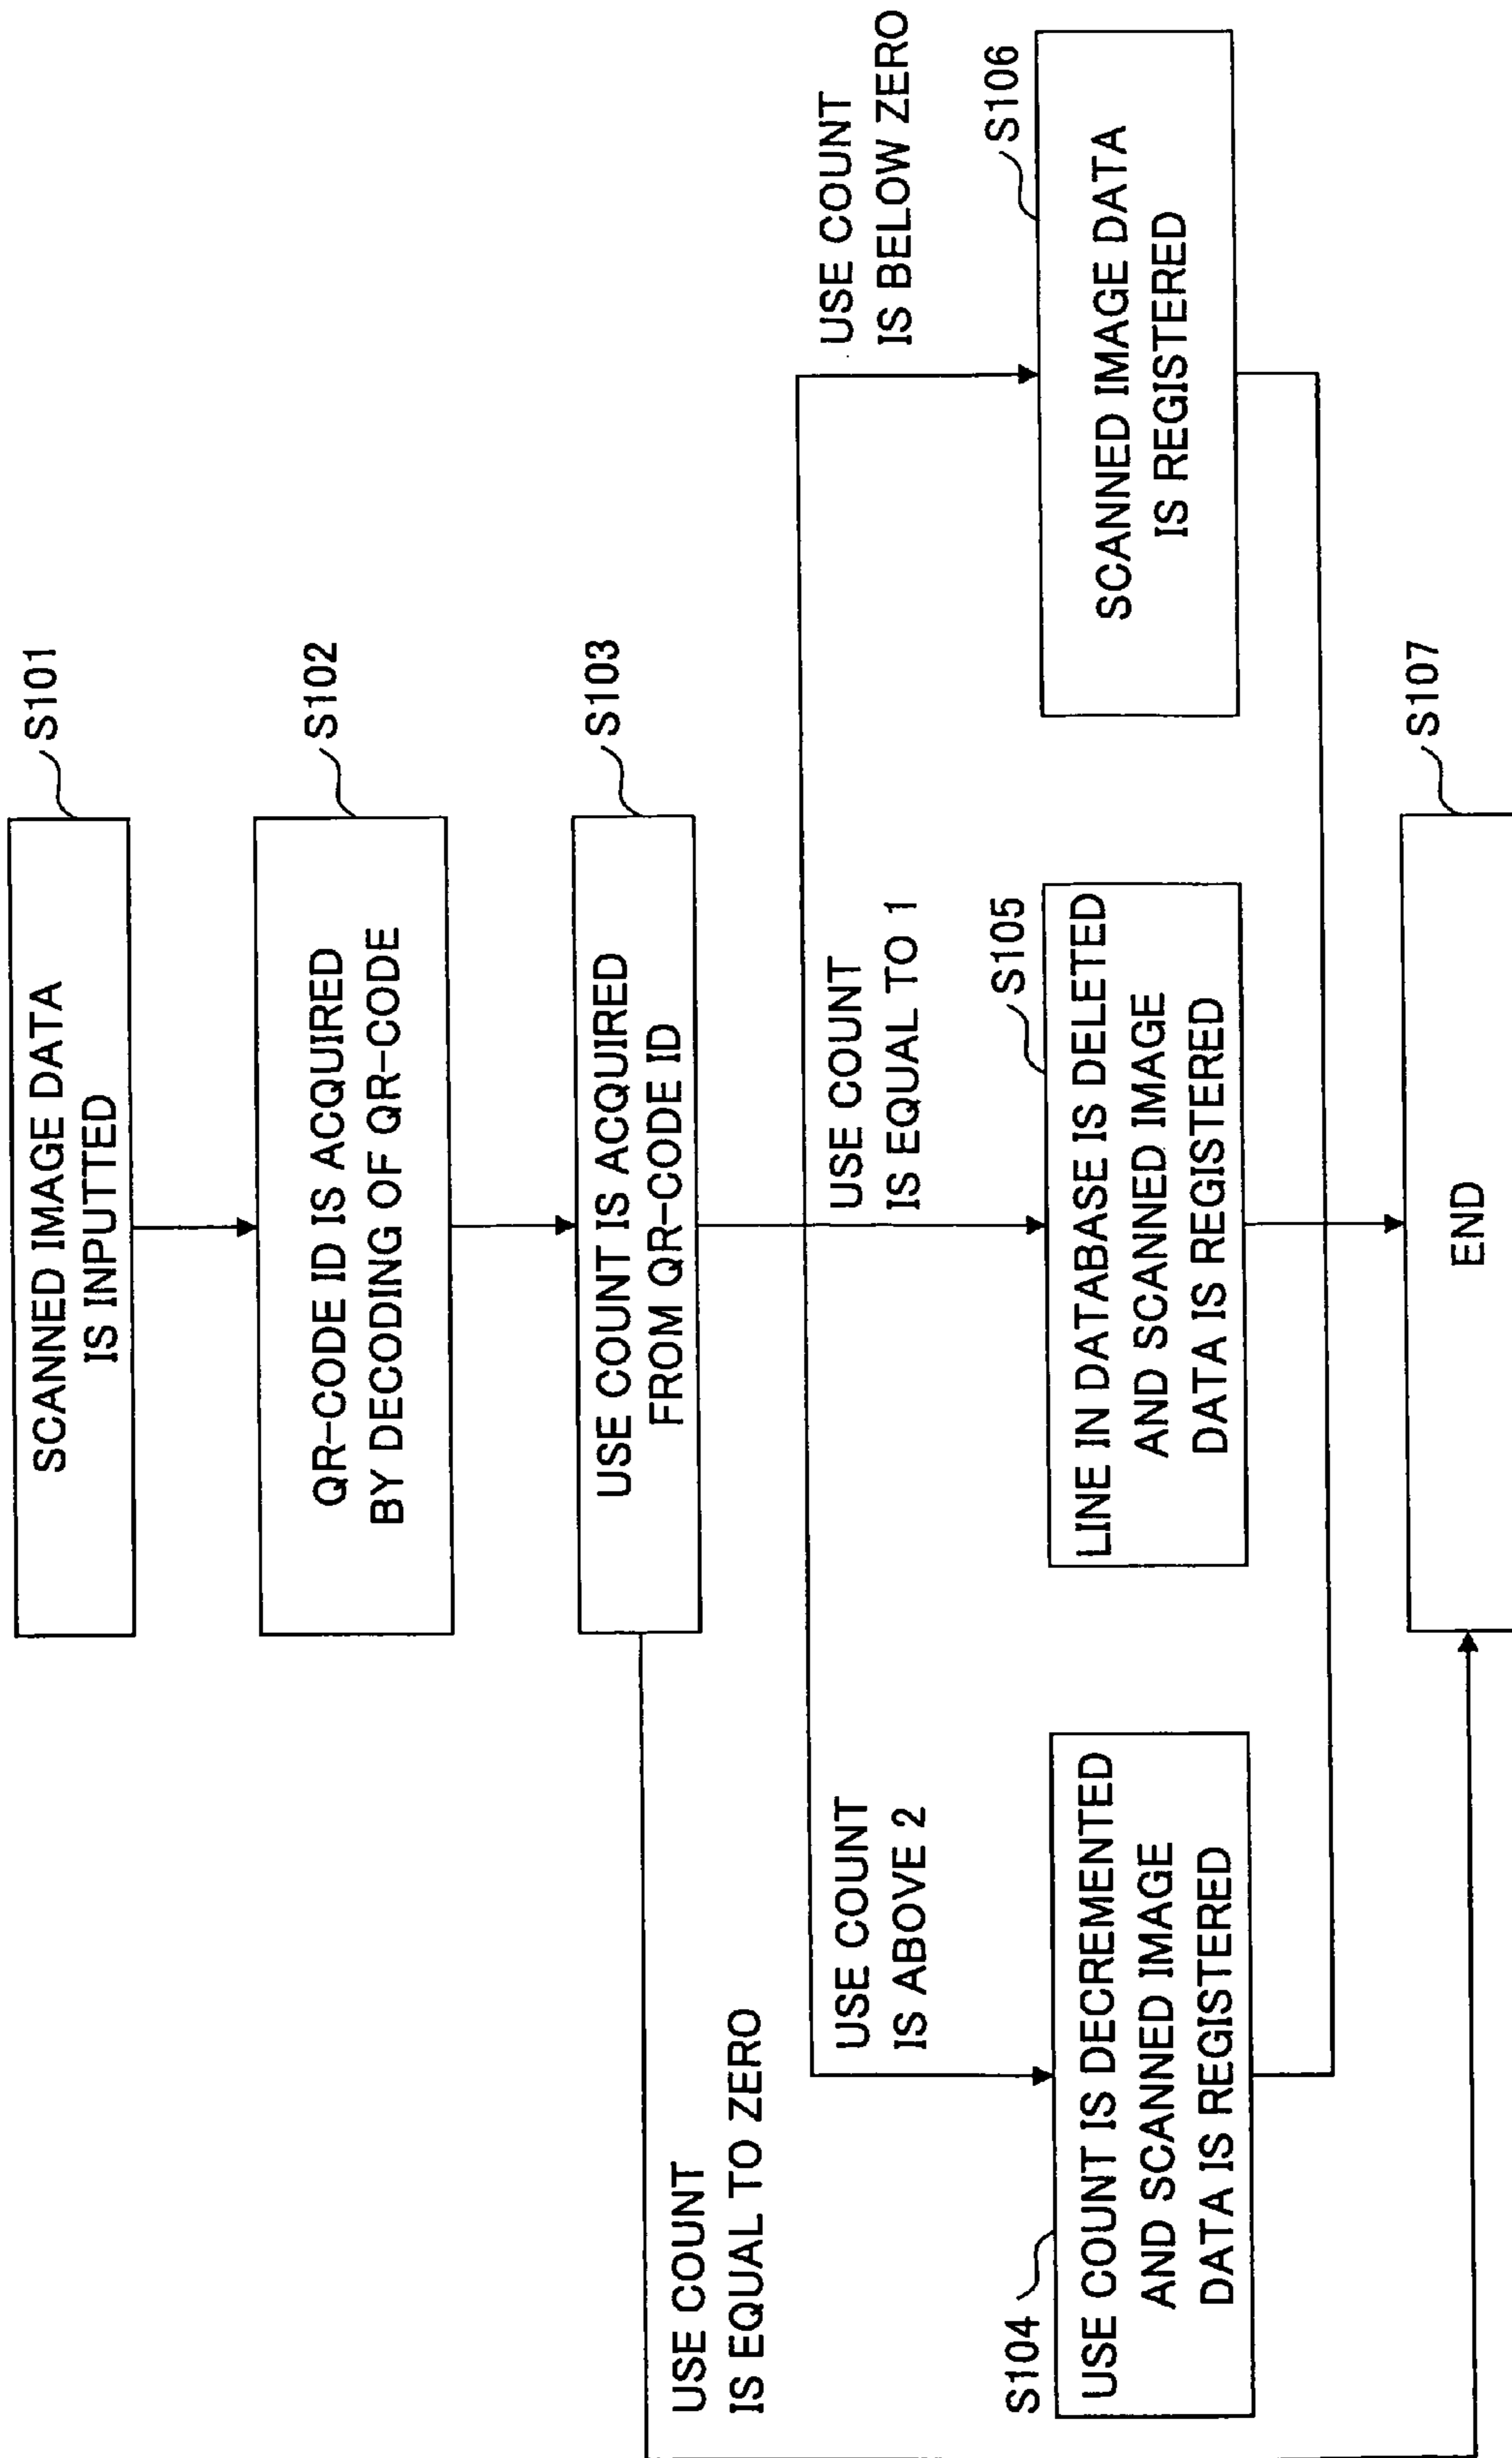 SCANNED IMAGE DATA
IS INPUTTED
S101
QR-CODE ID IS ACQUIRED
BY DECODING OF QR-CODE
S102
USE COUNT IS ACQUIRED
FROM QR-CODE ID
S103
USE COUNT
IS EQUAL TO ZERO
USE COUNT
IS ABOVE 2
USE COUNT
IS EQUAL TO 1
USE COUNT
IS BELOW ZERO
S104
USE COUNT IS DECREMENTED
AND SCANNED IMAGE
DATA IS REGISTERED
S105
LINE IN DATABASE IS DELETED
AND SCANNED IMAGE
DATA IS REGISTERED
S106
SCANNED IMAGE DATA
IS REGISTERED
S107
END